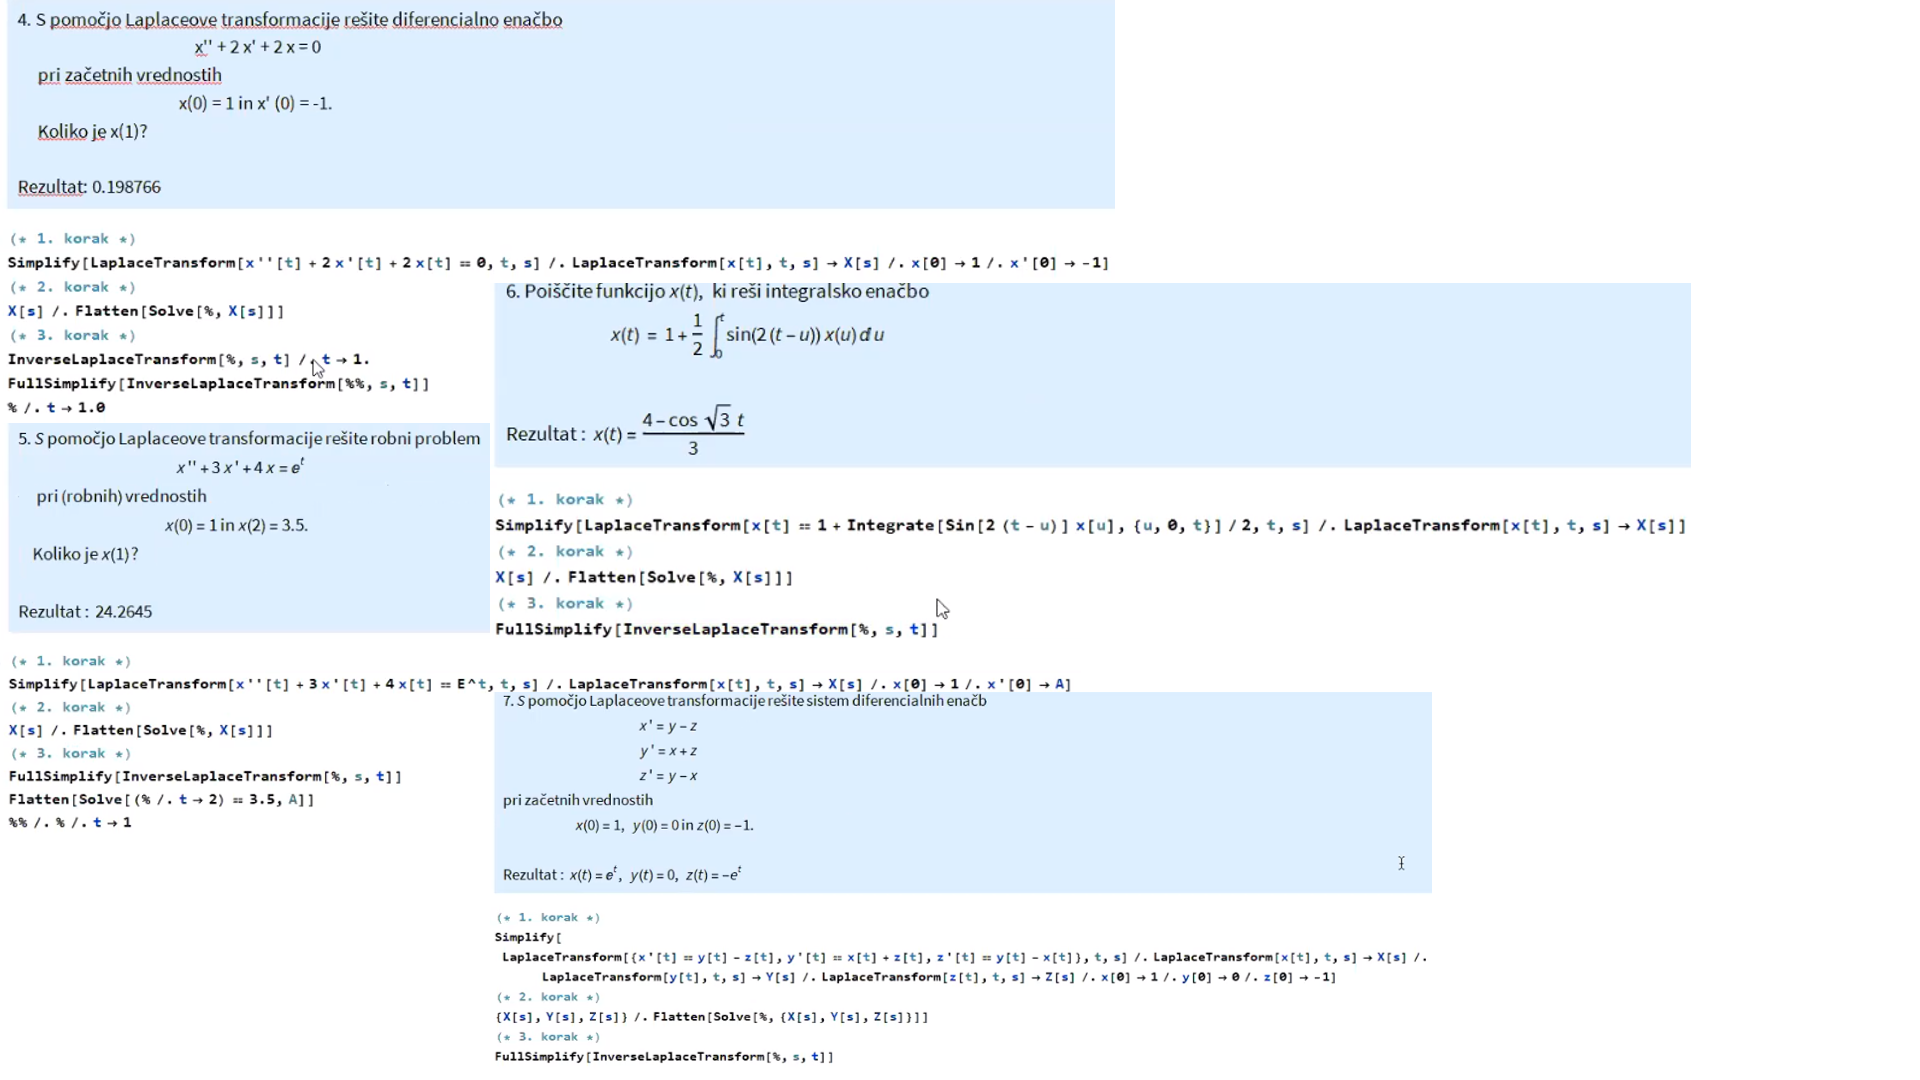 4. S pomočjo Laplaceove transformacije rešite diferencialno enačbo
x'' + 2 x' + 2 x = 0
pri začetnih vrednostih
x(0) = 1 in x' (0) = -1.
Koliko je x(1)?
Rezultat: 0.198766
(* 1. korak *)
Simplify[LaplaceTransform[x''[t] + 2 x'[t] + 2 x[t] == 0, t, s] /. LaplaceTransform[x[t], t, s] → X[s] /. x[0] → 1 /. x'[0] → -1]
(* 2. korak *)
X[s] /. Flatten[Solve[%, X[s]]]
(* 3. korak *)
InverseLaplaceTransform[%, s, t] /. t → 1.
FullSimplify[InverseLaplaceTransform[%%, s, t]]
% /. t → 1.0
5. S pomočjo Laplaceove transformacije rešite robni problem
x'' + 3 x' + 4 x = e^t
pri (robnih) vrednostih
x(0) = 1 in x(2) = 3.5.
Koliko je x(1)?
Rezultat : 24.2645
(* 1. korak *)
Simplify[LaplaceTransform[x''[t] + 3 x'[t] + 4 x[t] == E^t, t, s] /. LaplaceTransform[x[t], t, s] → X[s] /. x[0] → 1 /. x'[0] → A]
(* 2. korak *)
X[s] /. Flatten[Solve[%, X[s]]]
(* 3. korak *)
FullSimplify[InverseLaplaceTransform[%, s, t]]
Flatten[Solve[(% /. t → 2) == 3.5, A]]
%% /. % /. t → 1
6. Poiščite funkcijo x(t), ki reši integralsko enačbo
x(t) = 1 + 1/2 ∫_0^t sin(2 (t - u)) x(u) du
Rezultat : x(t) = (4 - cos √3 t)/3
(* 1. korak *)
Simplify[LaplaceTransform[x[t] == 1 + Integrate[Sin[2 (t - u)] x[u], {u, 0, t}] / 2, t, s] /. LaplaceTransform[x[t], t, s] → X[s]]
(* 2. korak *)
X[s] /. Flatten[Solve[%, X[s]]]
(* 3. korak *)
FullSimplify[InverseLaplaceTransform[%, s, t]]
7. S pomočjo Laplaceove transformacije rešite sistem diferencialnih enačb
x' = y - z
y' = x + z
z' = y - x
pri začetnih vrednostih
x(0) = 1, y(0) = 0 in z(0) = -1.
Rezultat : x(t) = e^t, y(t) = 0, z(t) = -e^t
(* 1. korak *)
Simplify[
LaplaceTransform[{x'[t] == y[t] - z[t], y'[t] == x[t] + z[t], z'[t] == y[t] - x[t]}, t, s] /. LaplaceTransform[x[t], t, s] → X[s] /.
LaplaceTransform[y[t], t, s] → Y[s] /. LaplaceTransform[z[t], t, s] → Z[s] /. x[0] → 1 /. y[0] → 0 /. z[0] → -1]
(* 2. korak *)
{X[s], Y[s], Z[s]} /. Flatten[Solve[%, {X[s], Y[s], Z[s]}]]
(* 3. korak *)
FullSimplify[InverseLaplaceTransform[%, s, t]]